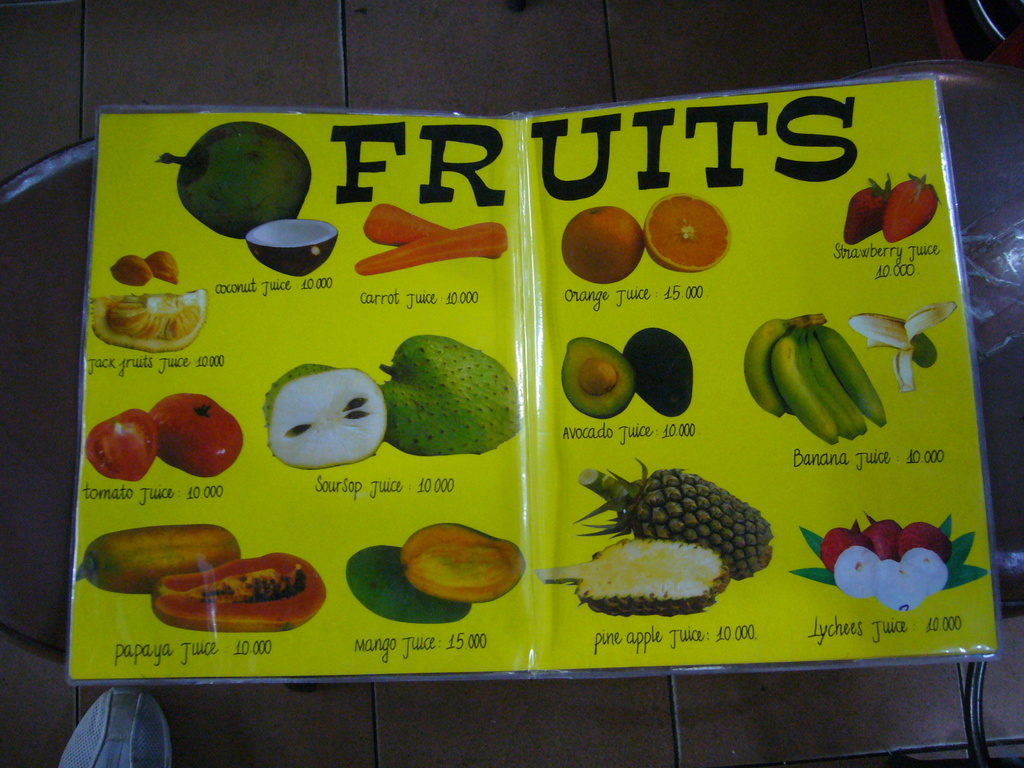 FRUITS
coconut Juice : 10.000
carrot Juice : 10.000
Jack fruits Juice : 10.000
tomato Juice : 10.000
SourSop Juice : 10.000
papaya Juice : 10.000
Mango Juice : 15.000
Orange Juice : 15.000
Strawberry Juice
10.000
Avocado Juice : 10.000
Banana Juice : 10.000
pine apple Juice : 10.000
Lychees Juice : 10.000